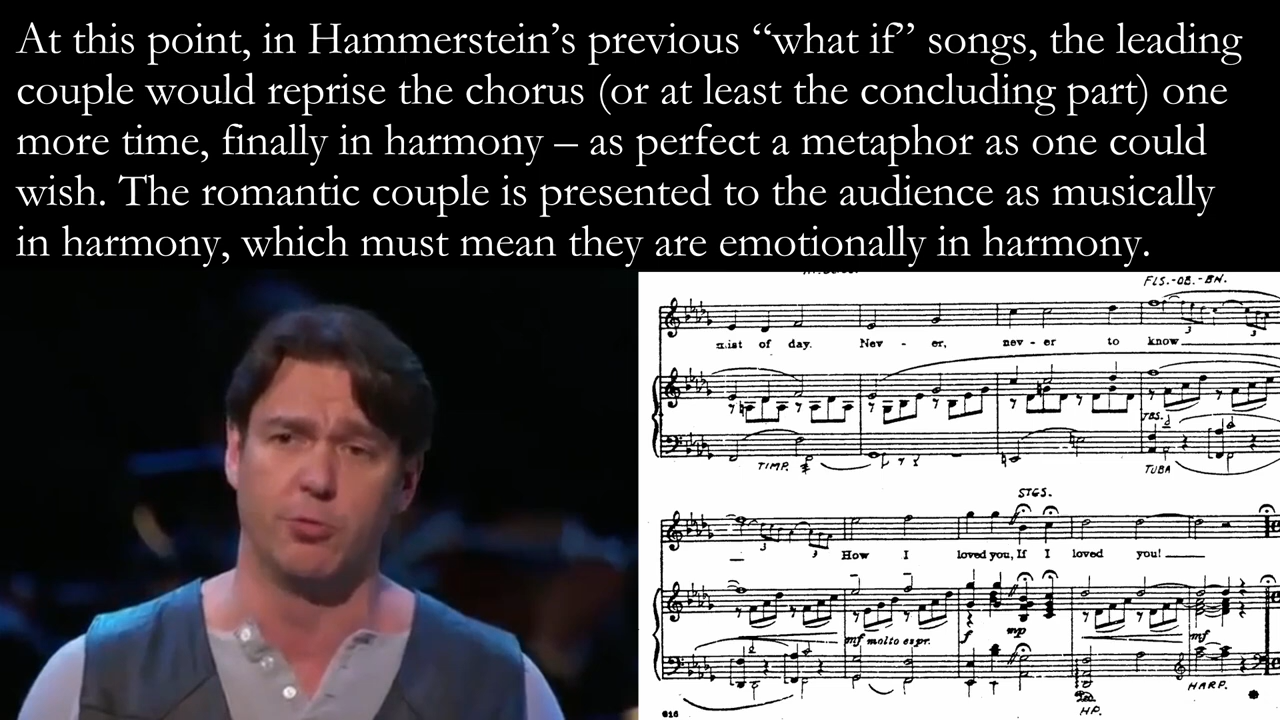 At this point, in Hammerstein’s previous “what if” songs, the leading
couple would reprise the chorus (or at least the concluding part) one
more time, finally in harmony – as perfect a metaphor as one could
wish. The romantic couple is presented to the audience as musically
in harmony, which must mean they are emotionally in harmony.
FLS.-OB.-BN.
of day. Nev - er, nev - er to know
TBS.
TIMP. TUBA
STGS.
How I loved you, If I loved you!
mf molto espr. f mp mf
HARP.
616 HP.